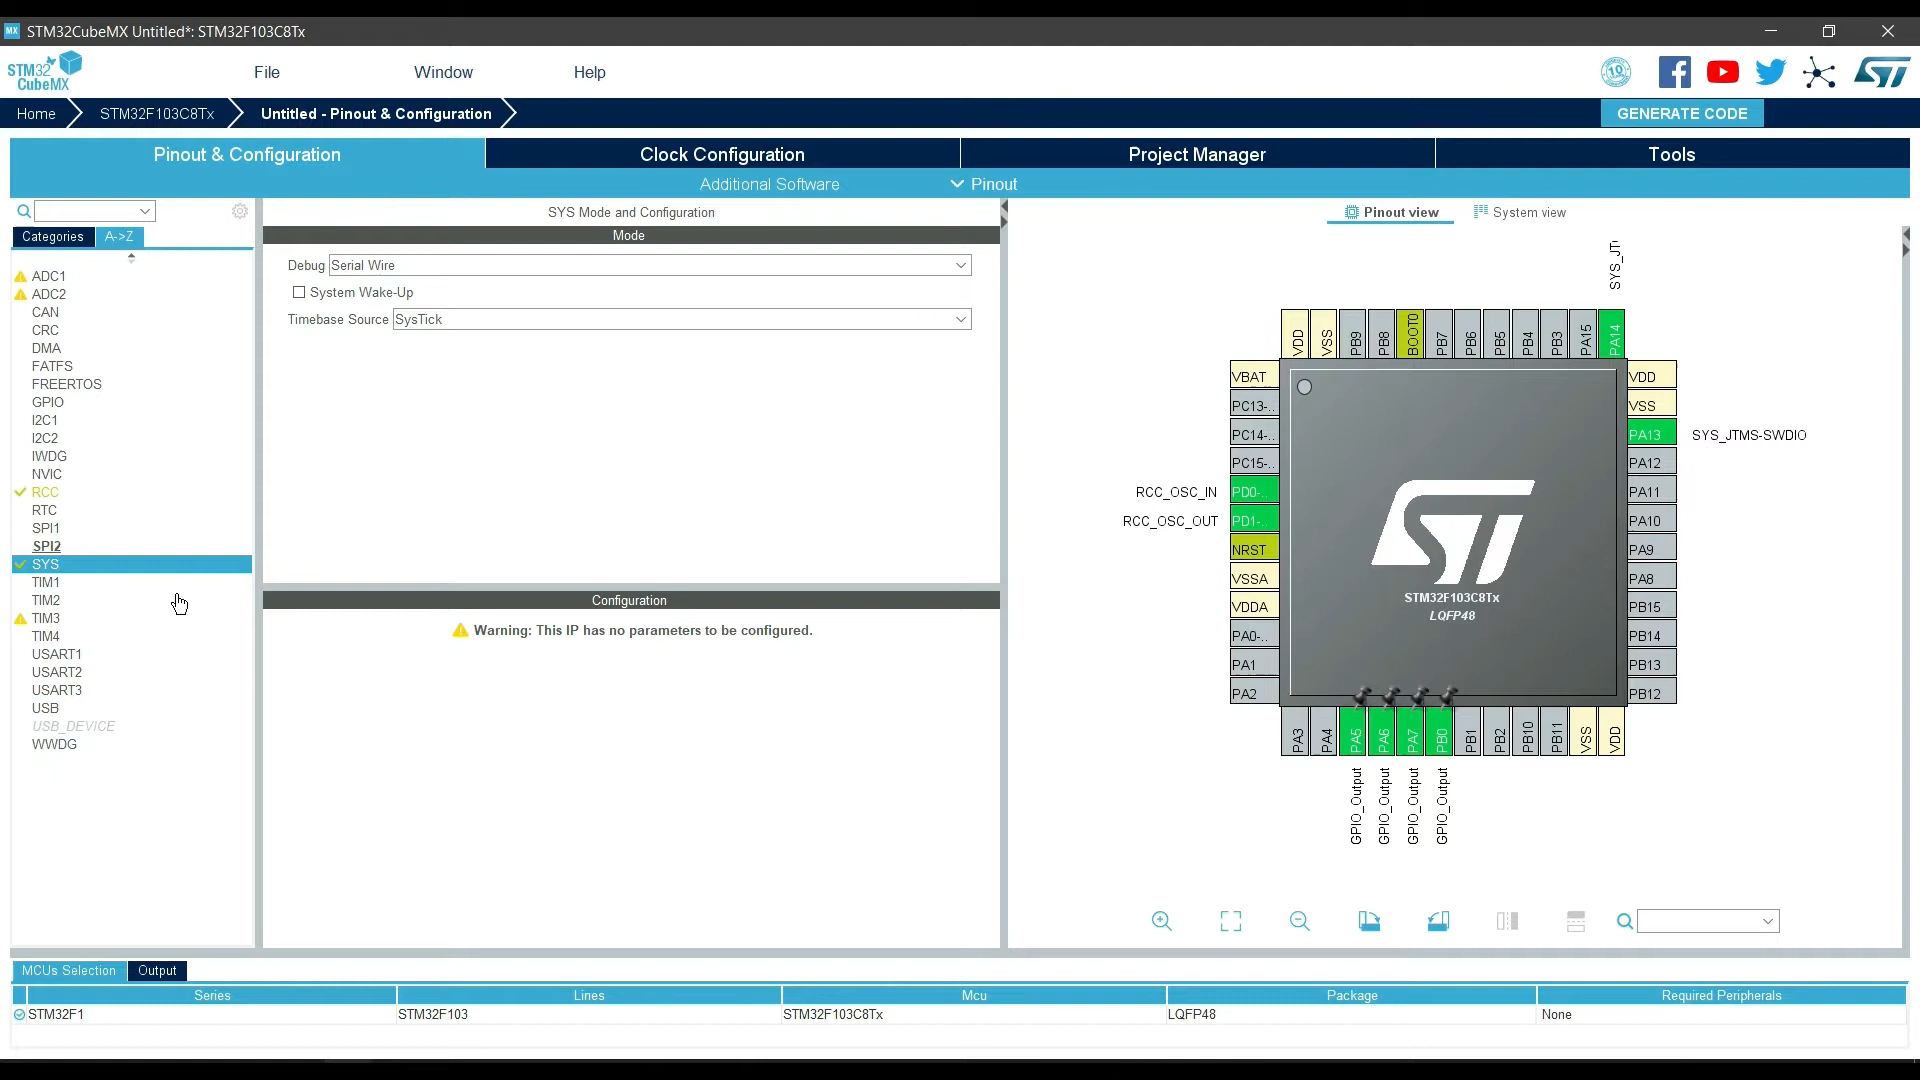 MX STM32CubeMX Untitled*: STM32F103C8Tx
STM32
CubeMX
File
Window
Help
10
Home
STM32F103C8Tx
Untitled - Pinout & Configuration
GENERATE CODE
Pinout & Configuration
Clock Configuration
Project Manager
Tools
Additional Software
Pinout
Categories
A->Z
ADC1
ADC2
CAN
CRC
DMA
FATFS
FREERTOS
GPIO
I2C1
I2C2
IWDG
NVIC
RCC
RTC
SPI1
SPI2
SYS
TIM1
TIM2
TIM3
TIM4
USART1
USART2
USART3
USB
USB_DEVICE
WWDG
SYS Mode and Configuration
Mode
Debug Serial Wire
System Wake-Up
Timebase Source SysTick
Configuration
Warning: This IP has no parameters to be configured.
Pinout view
System view
SYS_JT
VDD
VSS
PB9
PB8
BOOT0
PB7
PB6
PB5
PB4
PB3
PA15
PA14
VBAT
PC13-..
PC14-..
PC15-..
RCC_OSC_IN PD0-..
RCC_OSC_OUT PD1-..
NRST
VSSA
VDDA
PA0-..
PA1
PA2
STM32F103C8Tx
LQFP48
VDD
VSS
PA13 SYS_JTMS-SWDIO
PA12
PA11
PA10
PA9
PA8
PB15
PB14
PB13
PB12
PA3
PA4
PA5
PA6
PA7
PB0
PB1
PB2
PB10
PB11
VSS
VDD
GPIO_Output
GPIO_Output
GPIO_Output
GPIO_Output
MCUs Selection
Output
Series Lines Mcu Package Required Peripherals
STM32F1 STM32F103 STM32F103C8Tx LQFP48 None